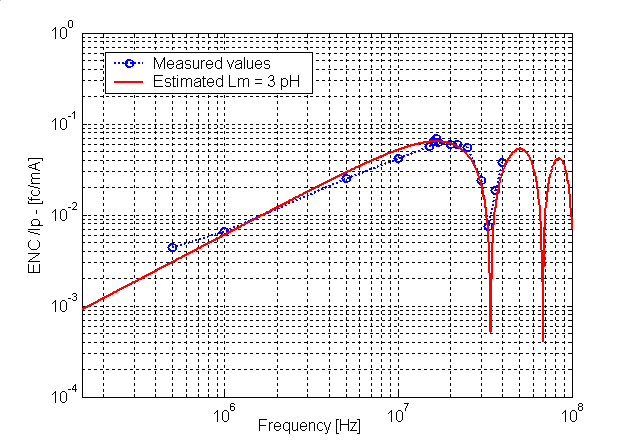 10^0
Measured values
Estimated Lm = 3 pH
10^-1
10^-2
10^-3
10^-4
ENC /Ip - [fc/mA]
10^6 10^7 10^8
Frequency [Hz]